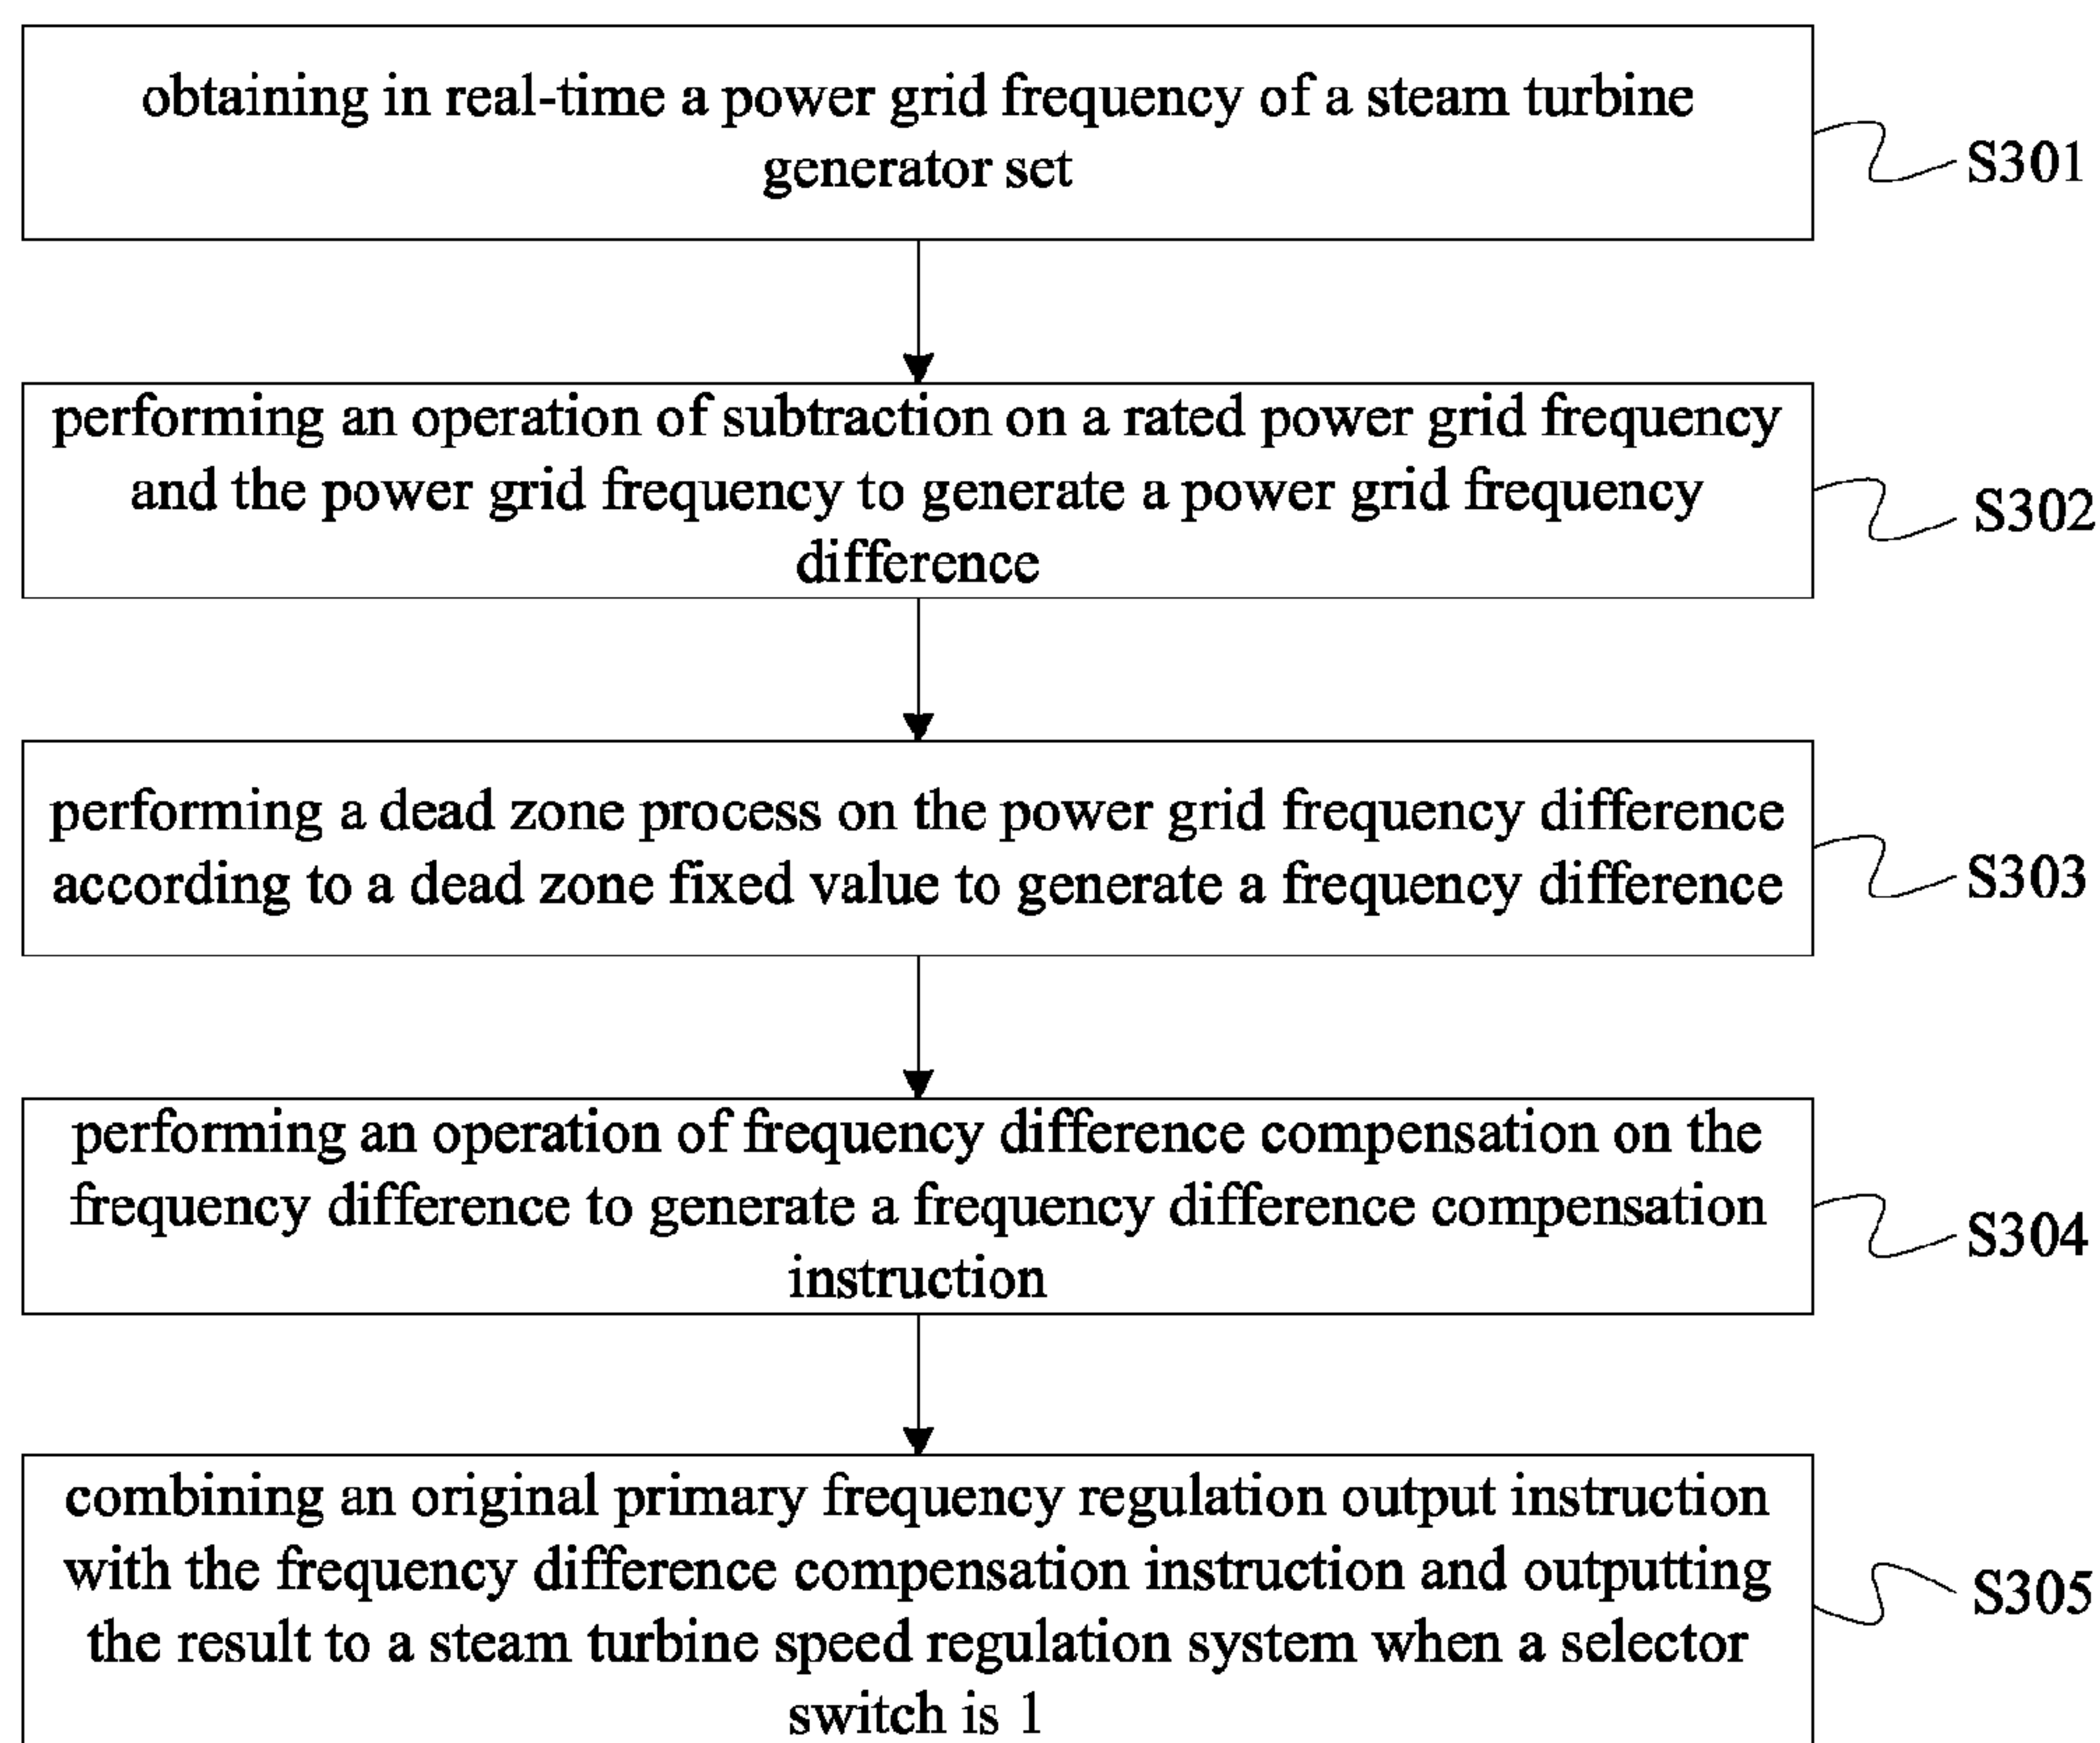 obtaining in real-time a power grid frequency of a steam turbine
generator set
S301
performing an operation of subtraction on a rated power grid frequency
and the power grid frequency to generate a power grid frequency
difference
S302
performing a dead zone process on the power grid frequency difference
according to a dead zone fixed value to generate a frequency difference
S303
performing an operation of frequency difference compensation on the
frequency difference to generate a frequency difference compensation
instruction
S304
combining an original primary frequency regulation output instruction
with the frequency difference compensation instruction and outputting
the result to a steam turbine speed regulation system when a selector
switch is 1
S305